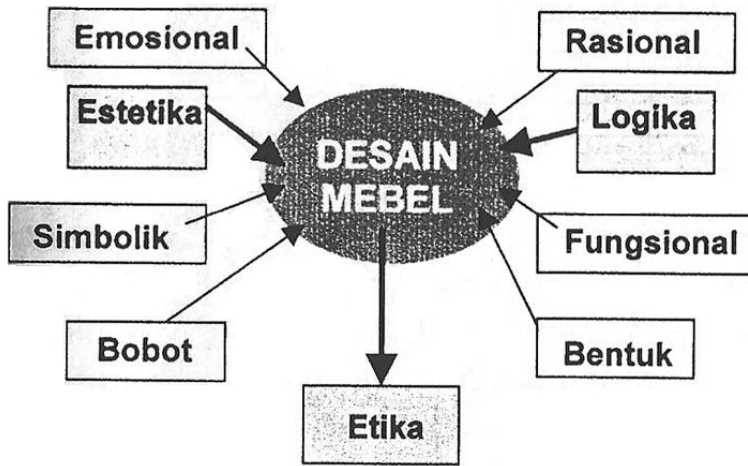 Emosional
Rasional
Estetika
Logika
DESAIN
MEBEL
Simbolik
Fungsional
Bobot
Bentuk
Etika